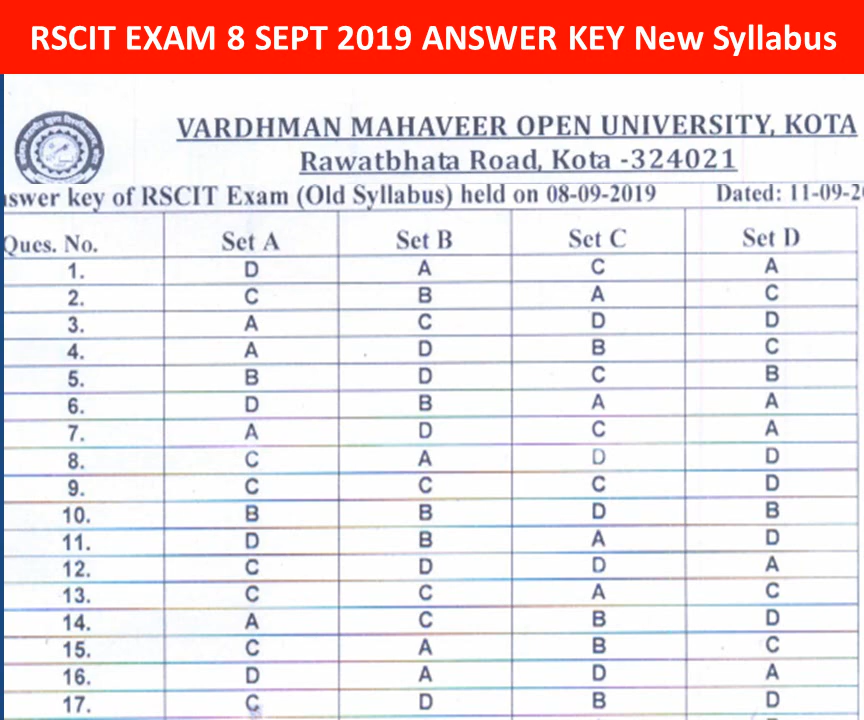 RSCIT EXAM 8 SEPT 2019 ANSWER KEY New Syllabus
VARDHMAN MAHAVEER OPEN UNIVERSITY, KOTA
Rawatbhata Road, Kota -324021
swer key of RSCIT Exam (Old Syllabus) held on 08-09-2019 Dated: 11-09-2
Ques. No. Set A Set B Set C Set D
1. D A C A
2. C B A C
3. A C D D
4. A D B C
5. B D C B
6. D B A A
7. A D C A
8. C A D D
9. C C C D
10. B B D B
11. D B A D
12. C D D A
13. C C A C
14. A C B D
15. C A B C
16. D A D A
17. C D B D